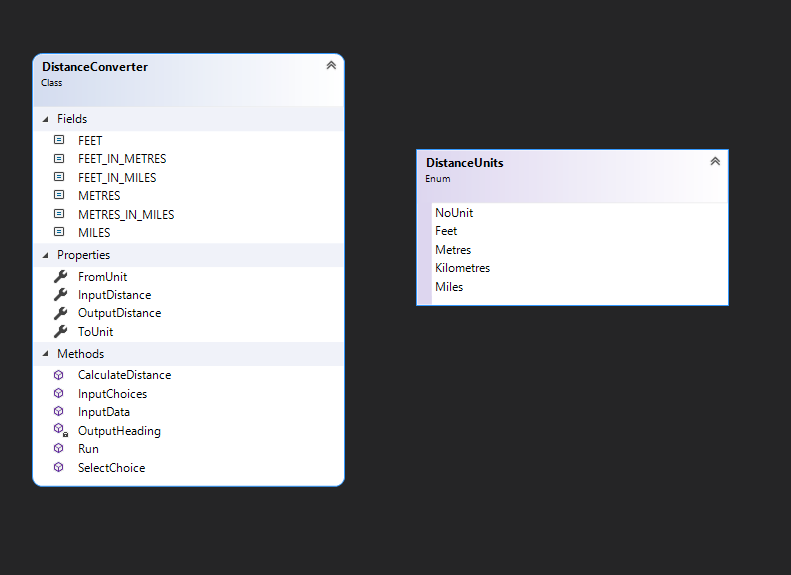 DistanceConverter
Class
Fields
FEET
FEET_IN_METRES
FEET_IN_MILES
METRES
METRES_IN_MILES
MILES
Properties
FromUnit
InputDistance
OutputDistance
ToUnit
Methods
CalculateDistance
InputChoices
InputData
OutputHeading
Run
SelectChoice
DistanceUnits
Enum
NoUnit
Feet
Metres
Kilometres
Miles